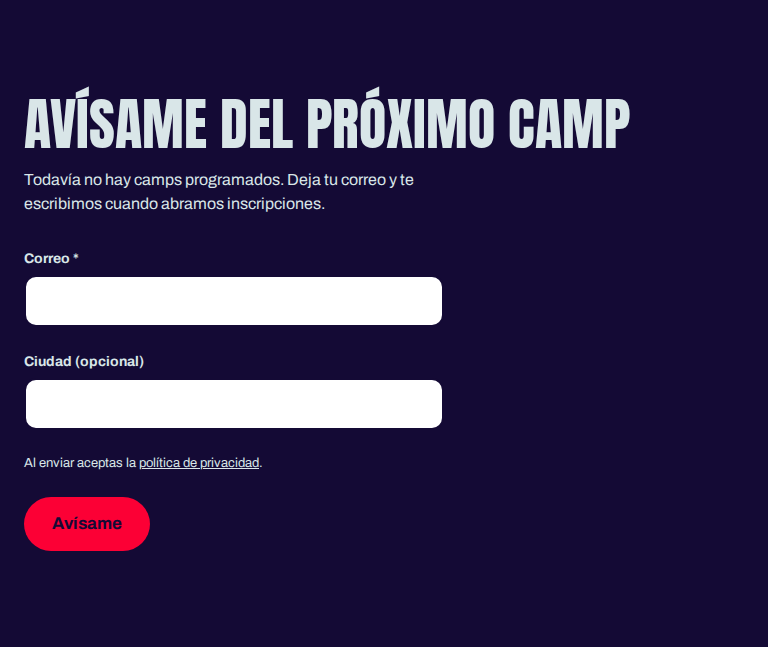 AVÍSAME DEL PRÓXIMO CAMP
Todavía no hay camps programados. Deja tu correo y te
escribimos cuando abramos inscripciones.
Correo *
Ciudad (opcional)
Al enviar aceptas la política de privacidad.
Avísame